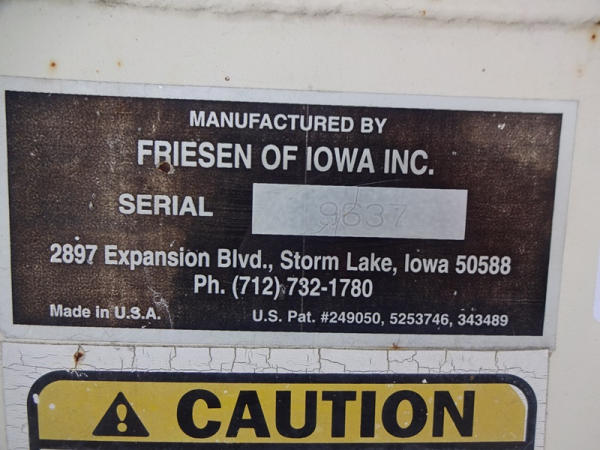 MANUFACTURED BY
FRIESEN OF IOWA INC.
SERIAL 9637
2897 Expansion Blvd., Storm Lake, Iowa 50588
Ph. (712) 732-1780
Made in U.S.A. U.S. Pat. #249050, 5253746, 343489
CAUTION